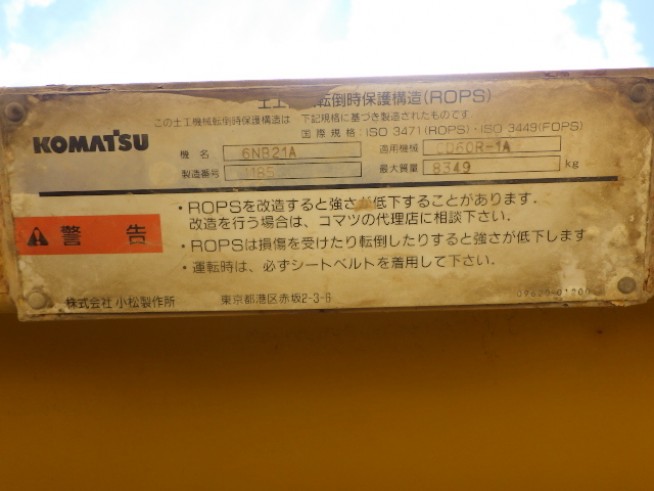 転倒時保護構造(ROPS)
この土工機械転倒時保護構造は 下記規格に基づき製造されたものです。
国際規格:ISO 3471(ROPS)・ISO 3449(FOPS)
KOMATSU
機名 6NB21A 適用機械 CD60R-1A
製造番号 最大質量 8349 kg
・ROPSを改造すると強さが低下することがあります。
改造を行う場合は、コマツの代理店に相談下さい。
警告
・ROPSは損傷を受けたり転倒したりすると強さが低下します。
・運転時は、必ずシートベルトを着用して下さい。
株式会社 小松製作所 東京都港区赤坂2-3-6